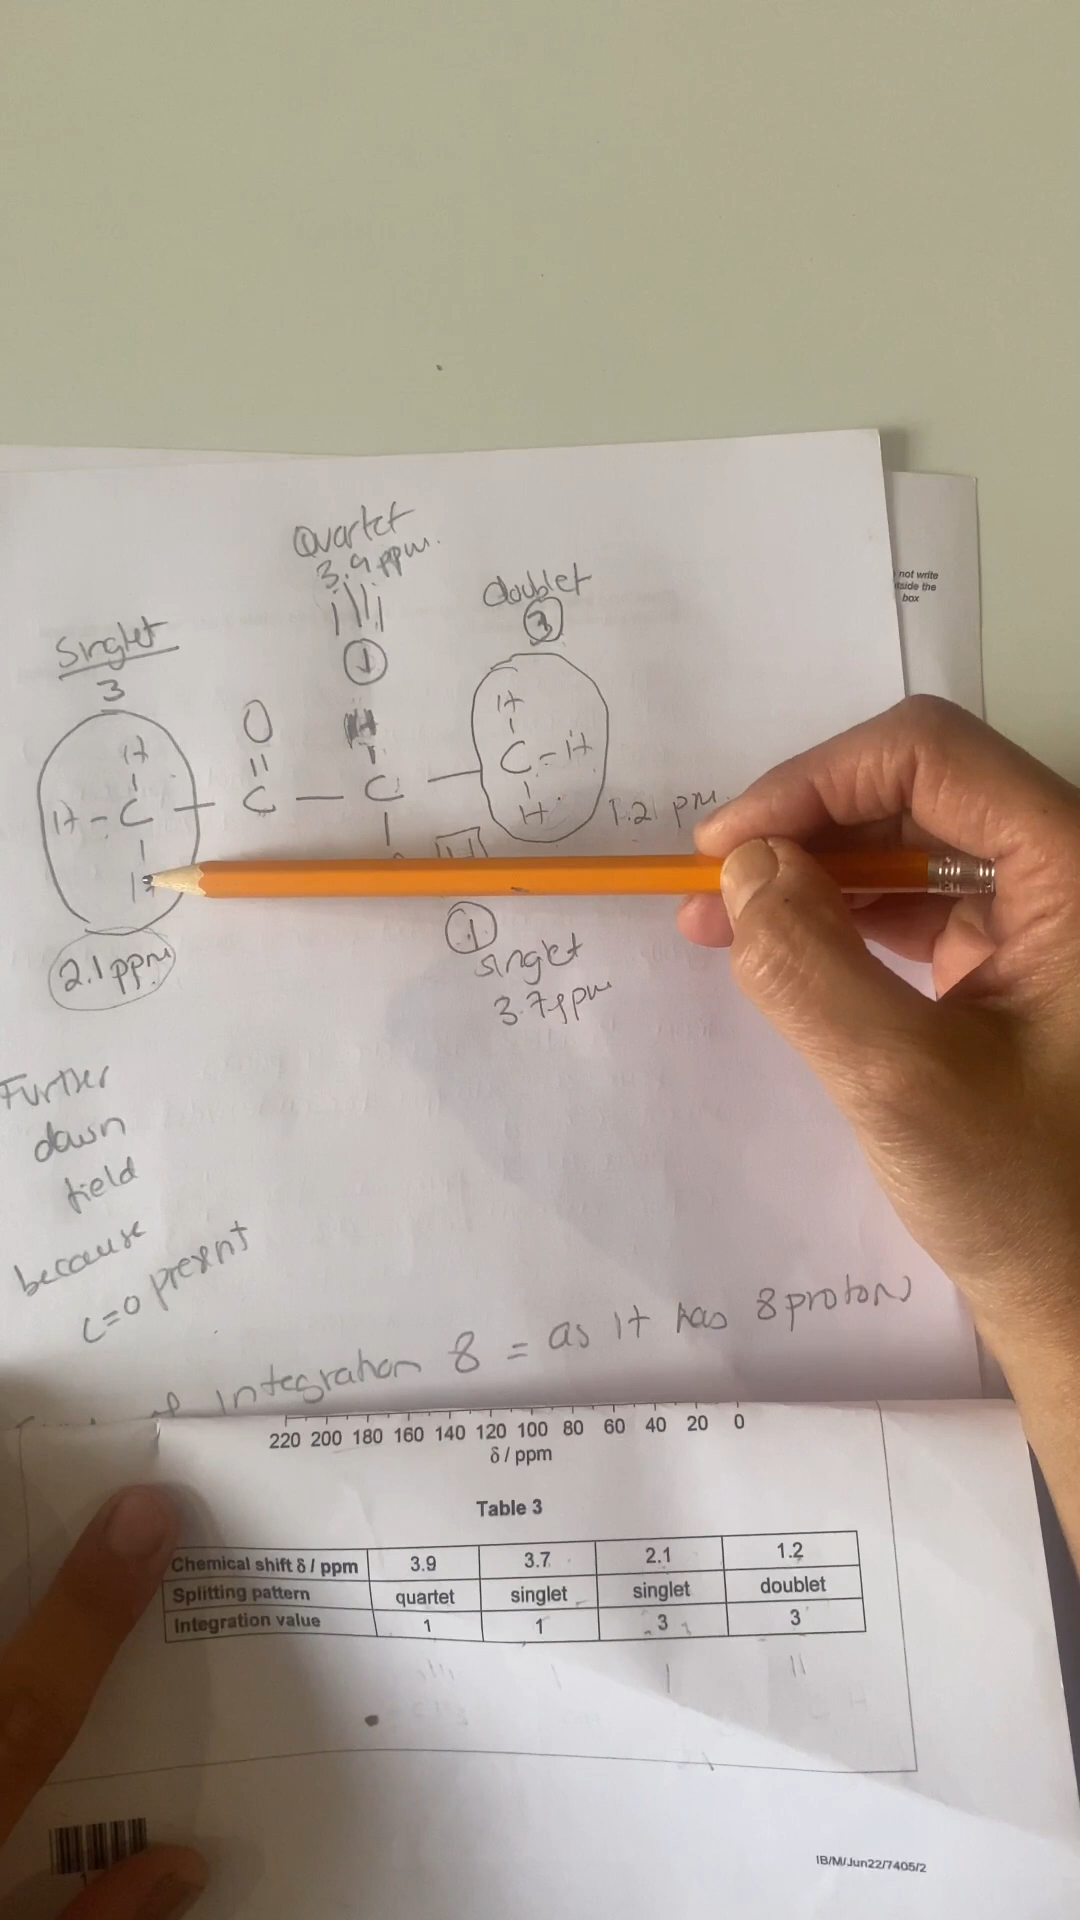 Quartet
3.9 ppm.
not write
tside the
box
doublet
3
Singlet
3
1
H
O
H
H
H - C - C - C - C - H
H
H
1.21 ppm.
H
2.1 ppm
1
singlet
3.7 ppm
Further
down
field
because
C=O present
integration 8 = as it has 8 protons
220 200 180 160 140 120 100 80 60 40 20 0
δ / ppm
Table 3
Chemical shift δ / ppm 3.9 3.7 2.1 1.2
Splitting pattern quartet singlet singlet doublet
Integration value 1 1 3 3
IB/M/Jun22/7405/2